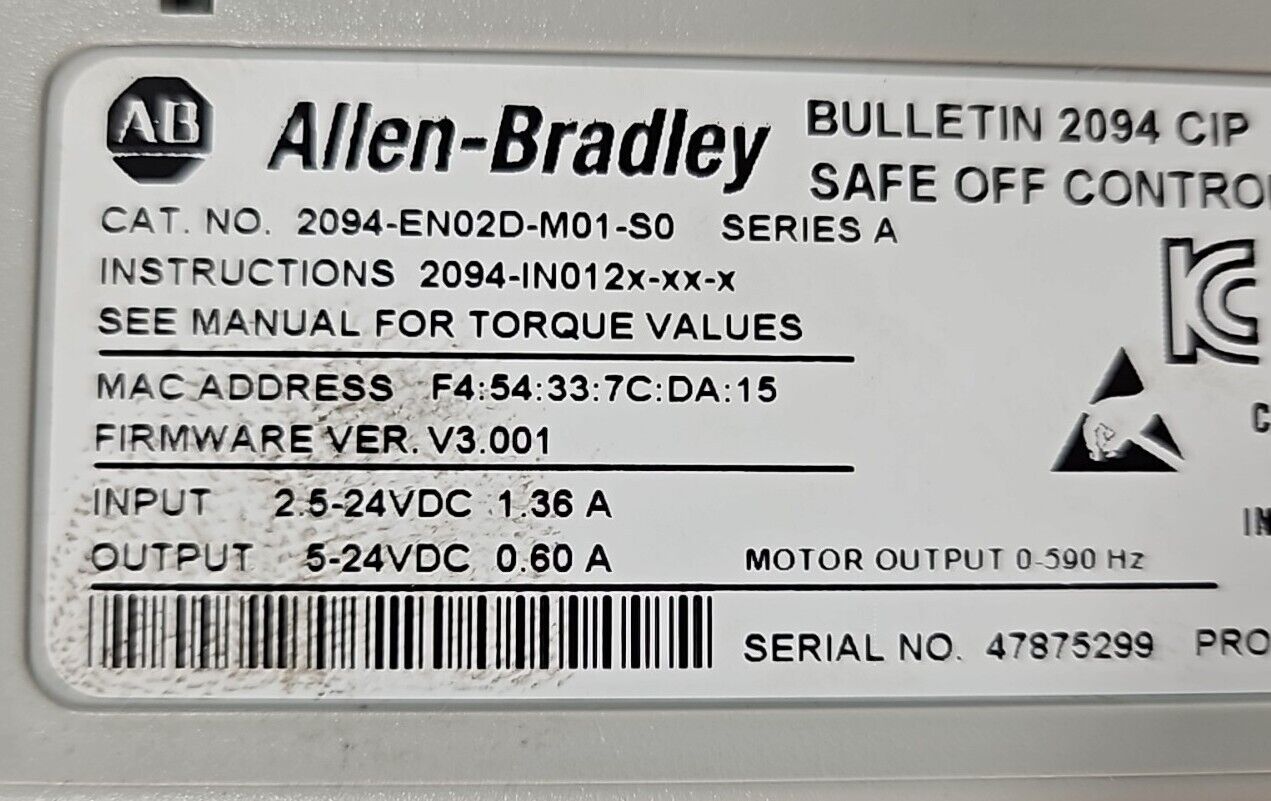 AB Allen-Bradley
BULLETIN 2094 CIP
SAFE OFF CONTRO
CAT. NO. 2094-EN02D-M01-S0 SERIES A
INSTRUCTIONS 2094-IN012x-xx-x
SEE MANUAL FOR TORQUE VALUES
MAC ADDRESS F4:54:33:7C:DA:15
FIRMWARE VER. V3.001
INPUT 2.5-24VDC 1.36 A
OUTPUT 5-24VDC 0.60 A MOTOR OUTPUT 0-590 Hz
SERIAL NO. 47875299 PRO
KC
C
IN